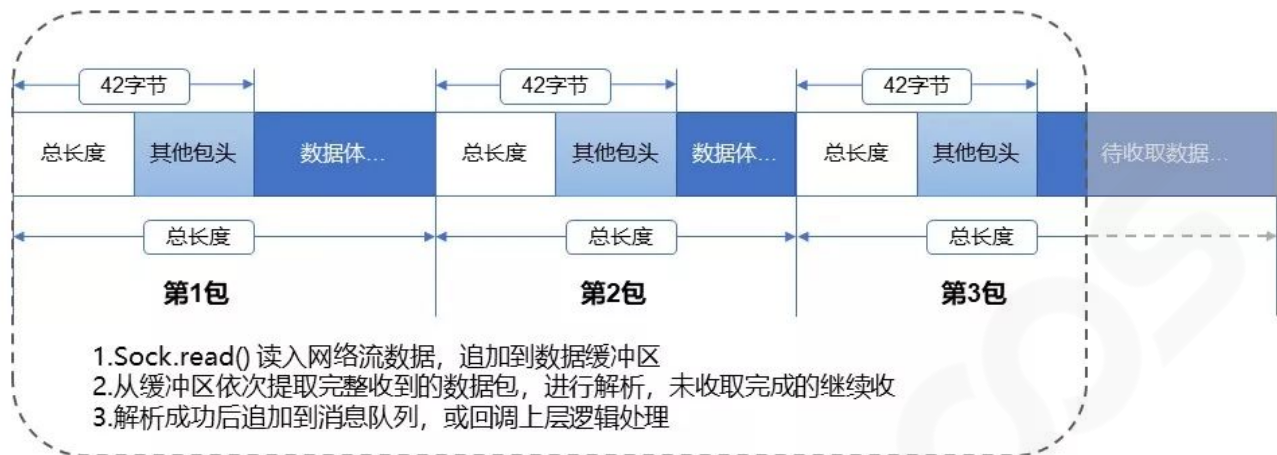 42字节 42字节 42字节
总长度 其他包头 数据体... 总长度 其他包头 数据体... 总长度 其他包头 待收取数据...
总长度 总长度 总长度
第1包 第2包 第3包
1.Sock.read() 读入网络流数据，追加到数据缓冲区
2.从缓冲区依次提取完整收到的数据包，进行解析，未收取完成的继续收
3.解析成功后追加到消息队列，或回调上层逻辑处理